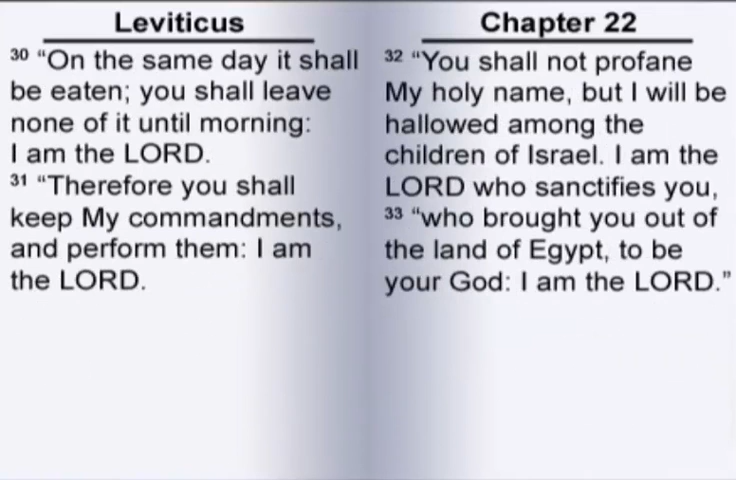 Leviticus
30 “On the same day it shall
be eaten; you shall leave
none of it until morning:
I am the LORD.
31 “Therefore you shall
keep My commandments,
and perform them: I am
the LORD.
Chapter 22
32 “You shall not profane
My holy name, but I will be
hallowed among the
children of Israel. I am the
LORD who sanctifies you,
33 “who brought you out of
the land of Egypt, to be
your God: I am the LORD.”